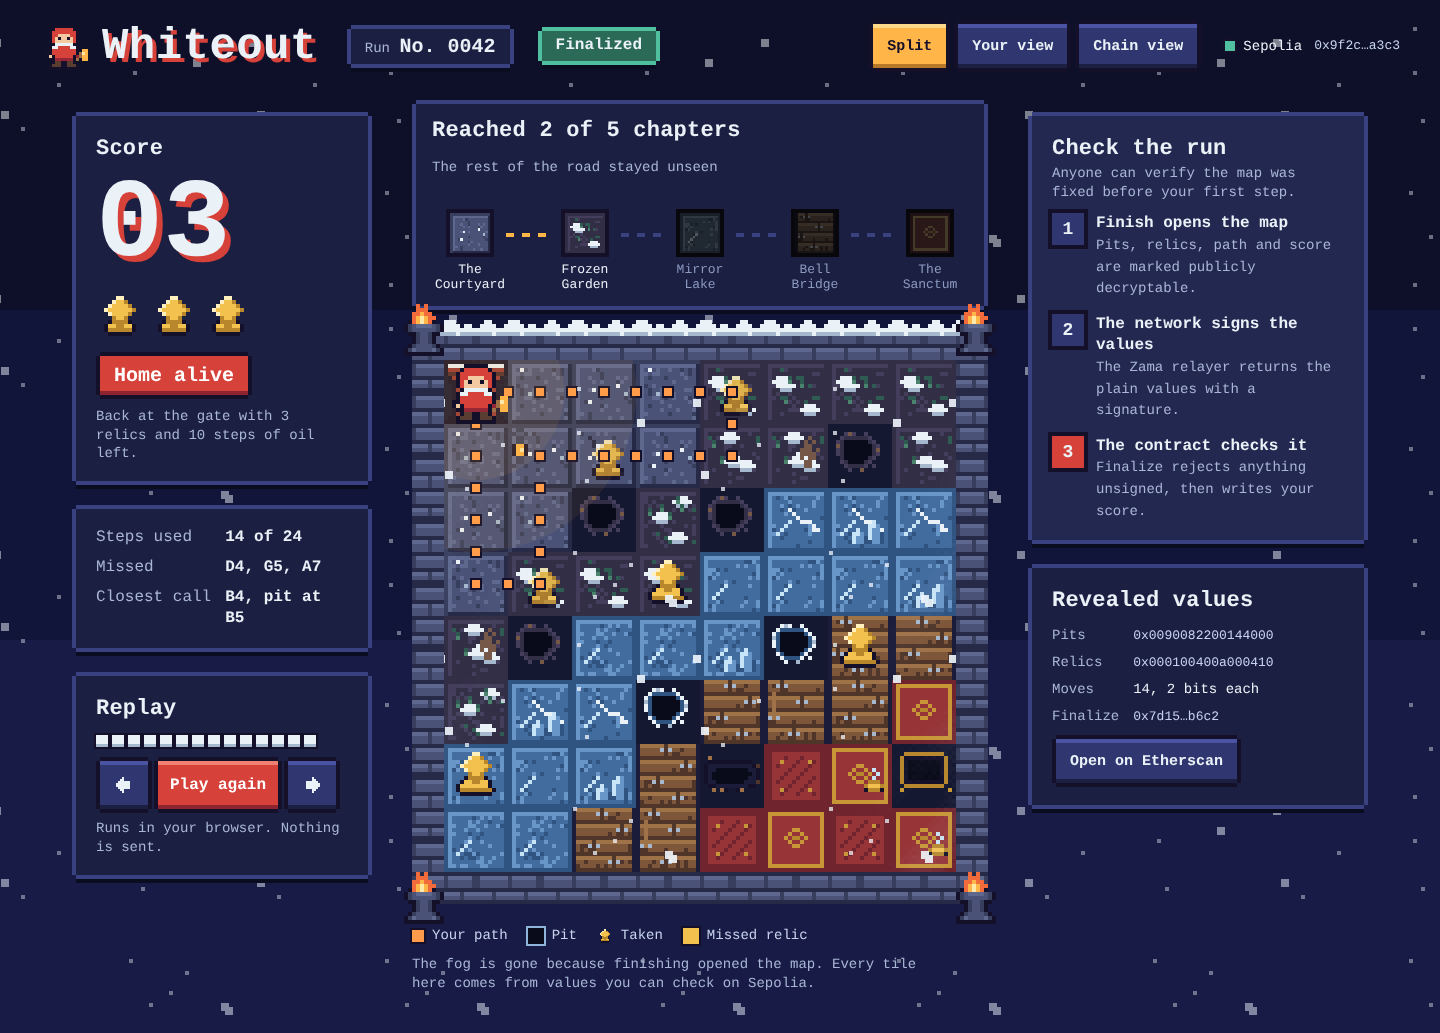 Whiteout
Run No. 0042
Finalized
Split
Your view
Chain view
Sepolia 0x9f2c…a3c3
Score
03
Home alive
Back at the gate with 3
relics and 10 steps of oil
left.
Steps used 14 of 24
Missed D4, G5, A7
Closest call B4, pit at
B5
Replay
Play again
Runs in your browser. Nothing
is sent.
Reached 2 of 5 chapters
The rest of the road stayed unseen
The
Courtyard
Frozen
Garden
Mirror
Lake
Bell
Bridge
The
Sanctum
Your path
Pit
Taken
Missed relic
The fog is gone because finishing opened the map. Every tile
here comes from values you can check on Sepolia.
Check the run
Anyone can verify the map was
fixed before your first step.
1 Finish opens the map
Pits, relics, path and score
are marked publicly
decryptable.
2 The network signs the
values
The Zama relayer returns the
plain values with a
signature.
3 The contract checks it
Finalize rejects anything
unsigned, then writes your
score.
Revealed values
Pits 0x0090082200144000
Relics 0x000100400a000410
Moves 14, 2 bits each
Finalize 0x7d15…b6c2
Open on Etherscan